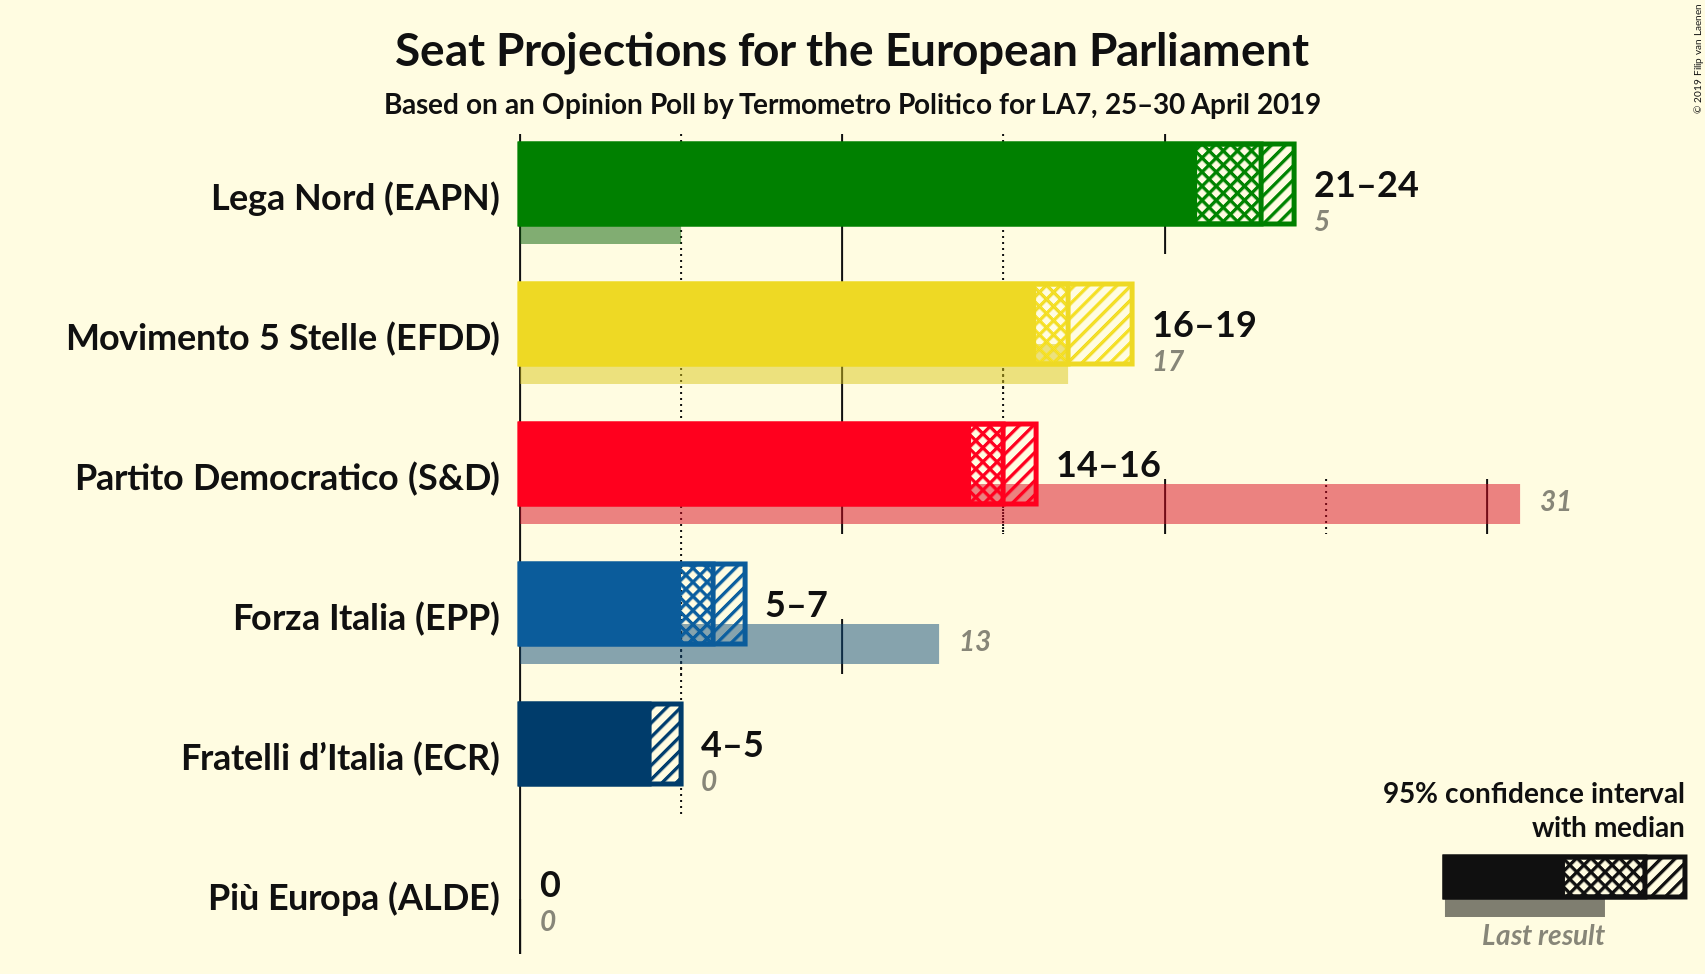 Seat Projections for the European Parliament
Based on an Opinion Poll by Termometro Politico for LA7, 25–30 April 2019
© 2019 Filip van Laenen
Lega Nord (EAPN)
21–24
5
Movimento 5 Stelle (EFDD)
16–19
17
Partito Democratico (S&D)
14–16
31
Forza Italia (EPP)
5–7
13
Fratelli d’Italia (ECR)
4–5
0
Più Europa (ALDE)
0
0
95% confidence interval
with median
Last result